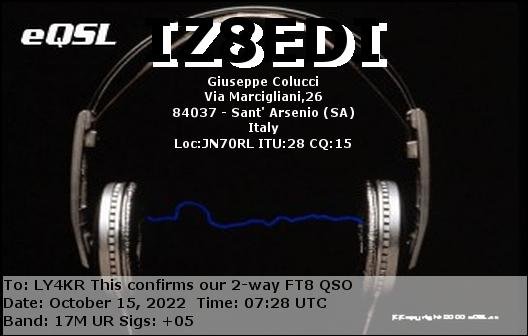 eQSL
IZ8EDI
Giuseppe Colucci
Via Marcigliani,26
84037 - Sant' Arsenio (SA)
Italy
Loc:JN70RL ITU:28 CQ:15
To: LY4KR This confirms our 2-way FT8 QSO
Date: October 15, 2022 Time: 07:28 UTC
Band: 17M UR Sigs: +05